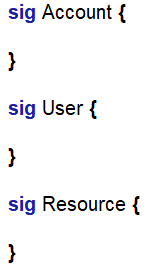 sig Account {
}
sig User {
}
sig Resource {
}